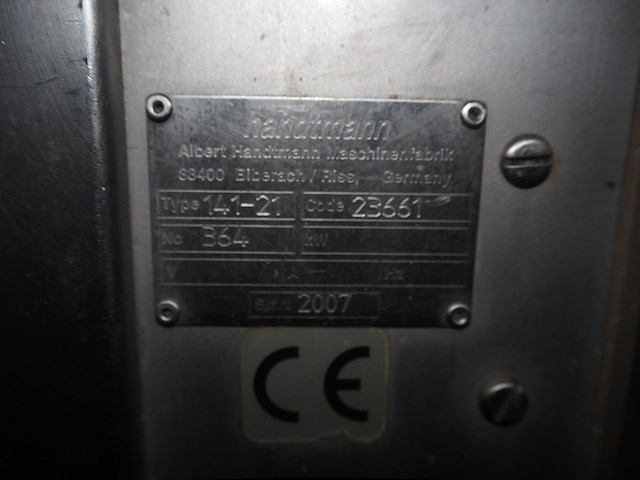 handtmann
Albert Handtmann Maschinenfabrik
88400 Biberach/Riss, Germany
Type 141-21 Code 23661
No 364 kW
V A Hz
2007
CE